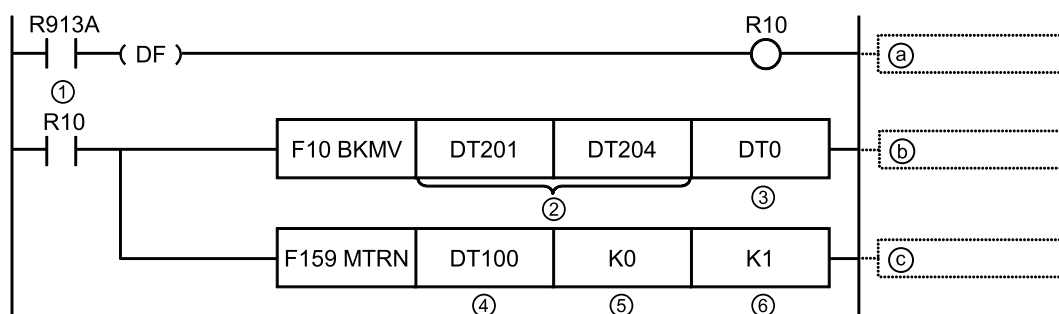 R913A
R10
( DF )
ⓐ
①
R10
F10 BKMV DT201 DT204 DT0
ⓑ
② ③
F159 MTRN DT100 K0 K1
ⓒ
④ ⑤ ⑥